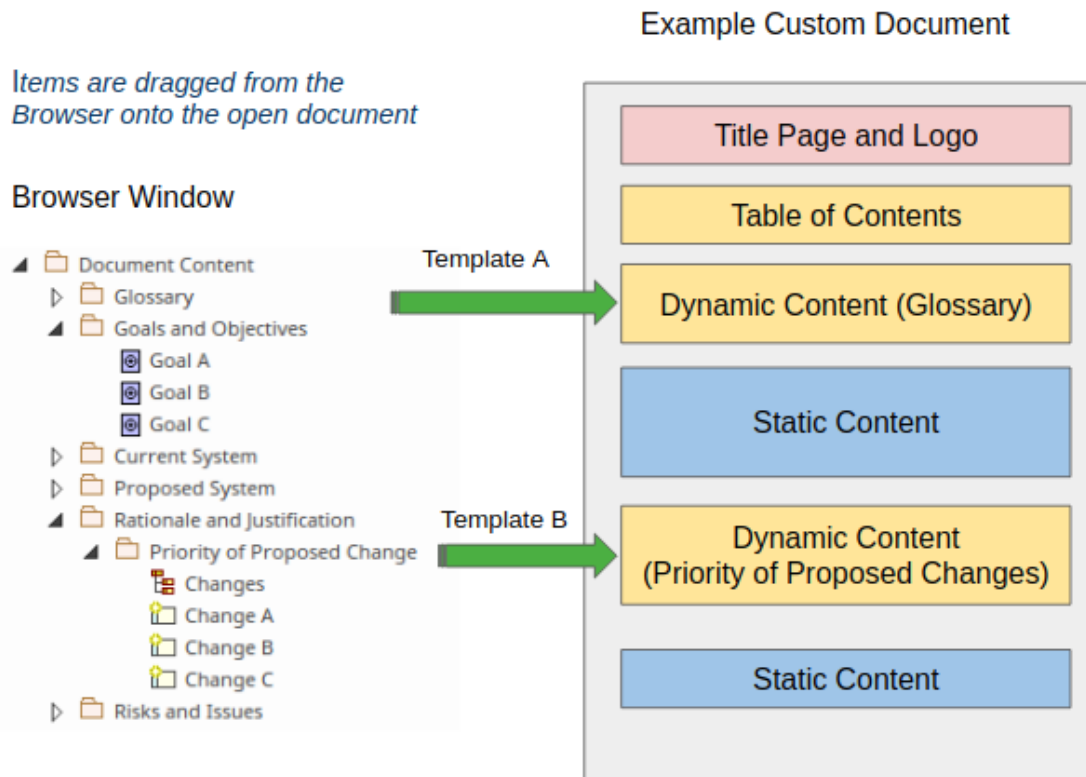 Example Custom Document
Items are dragged from the
Browser onto the open document
Browser Window
Document Content
Glossary
Goals and Objectives
Goal A
Goal B
Goal C
Current System
Proposed System
Rationale and Justification
Priority of Proposed Change
Changes
Change A
Change B
Change C
Risks and Issues
Template A
Template B
Title Page and Logo
Table of Contents
Dynamic Content (Glossary)
Static Content
Dynamic Content
(Priority of Proposed Changes)
Static Content